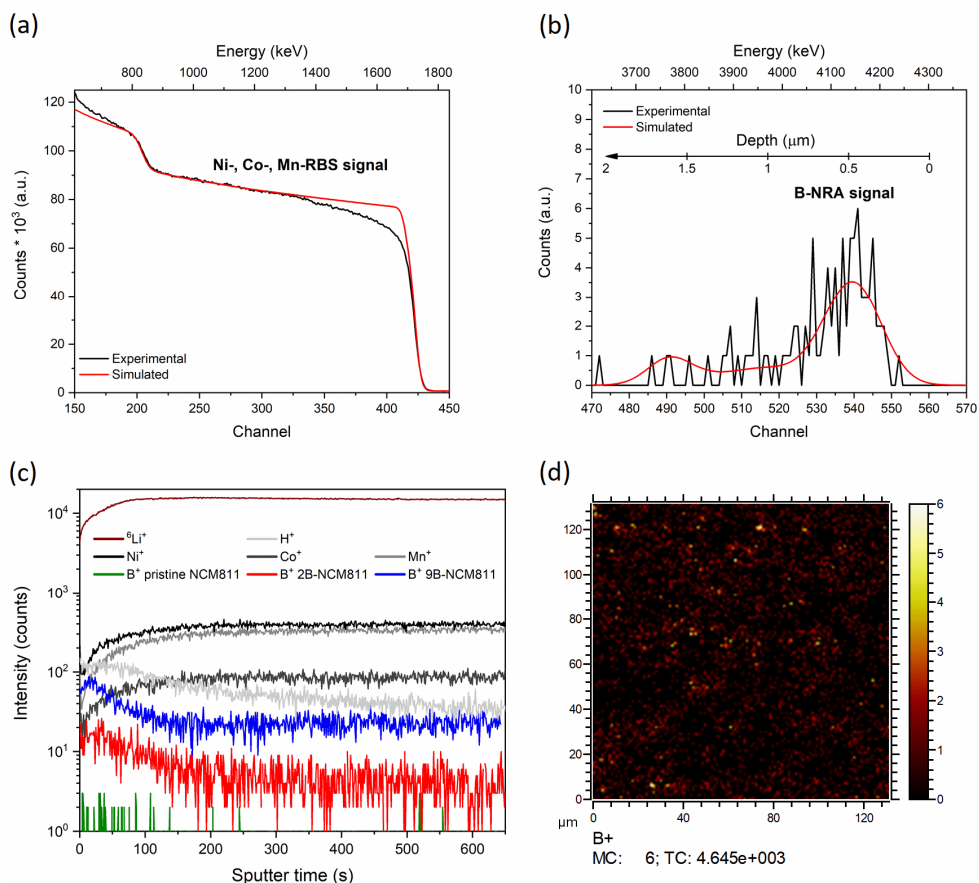 (a)
Energy (keV)
800 1000 1200 1400 1600 1800
120
100
80
60
40
20
0
Counts * 10³ (a.u.)
Ni-, Co-, Mn-RBS signal
Experimental
Simulated
150 200 250 300 350 400 450
Channel
(b)
Energy (keV)
3700 3800 3900 4000 4100 4200 4300
10
9
8
7
6
5
4
3
2
1
0
Counts (a.u.)
Experimental
Simulated
Depth (μm)
2 1.5 1 0.5 0
B-NRA signal
470 480 490 500 510 520 530 540 550 560 570
Channel
(c)
10⁴
10³
10²
10¹
10⁰
Intensity (counts)
⁶Li⁺ H⁺
Ni⁺ Co⁺ Mn⁺
B⁺ pristine NCM811 B⁺ 2B-NCM811 B⁺ 9B-NCM811
0 100 200 300 400 500 600
Sputter time (s)
(d)
120
100
80
60
40
20
0
6
5
4
3
2
1
0
μm 0 40 80 120
B+
MC: 6; TC: 4.645e+003